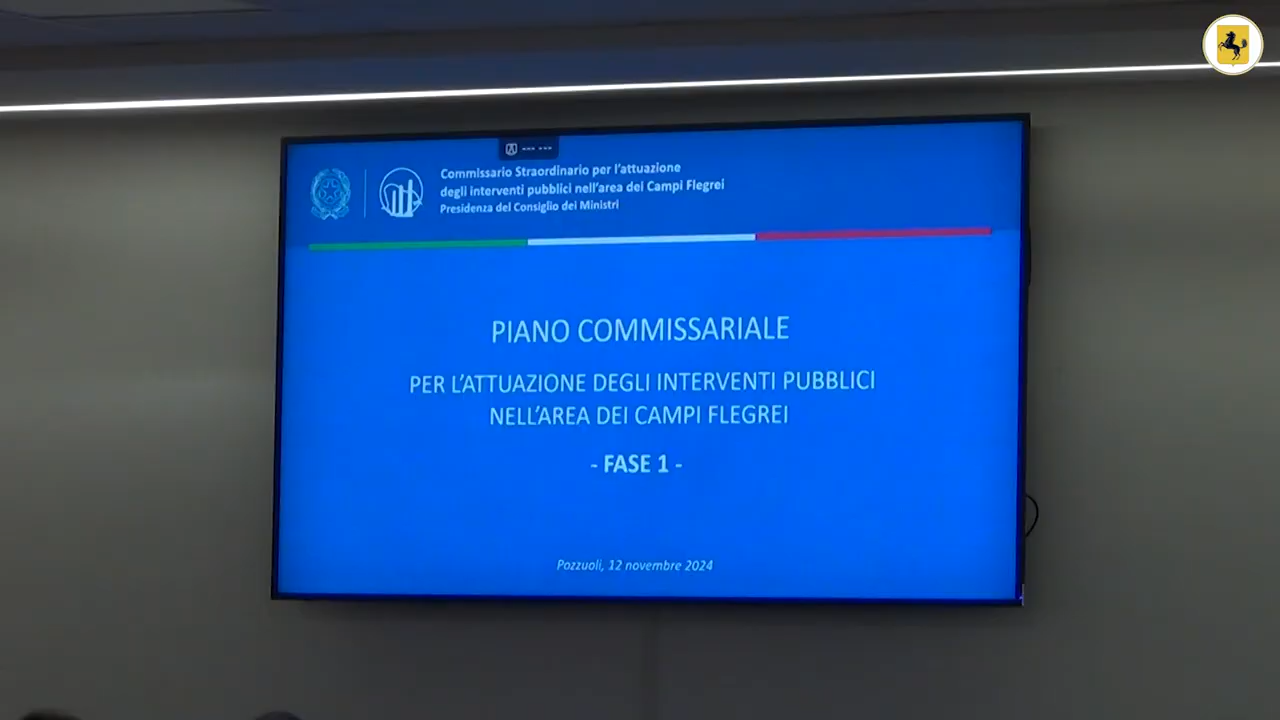 Commissario Straordinario per l'attuazione
degli interventi pubblici nell'area dei Campi Flegrei
Presidenza del Consiglio dei Ministri
PIANO COMMISSARIALE
PER L'ATTUAZIONE DEGLI INTERVENTI PUBBLICI
NELL'AREA DEI CAMPI FLEGREI
- FASE 1 -
Pozzuoli, 12 novembre 2024